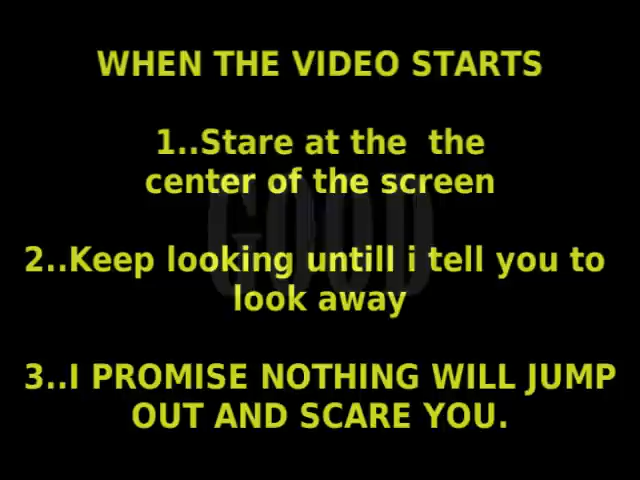 WHEN THE VIDEO STARTS
1..Stare at the  the
center of the screen
GOOD
2..Keep looking untill i tell you to
look away
3..I PROMISE NOTHING WILL JUMP
OUT AND SCARE YOU.